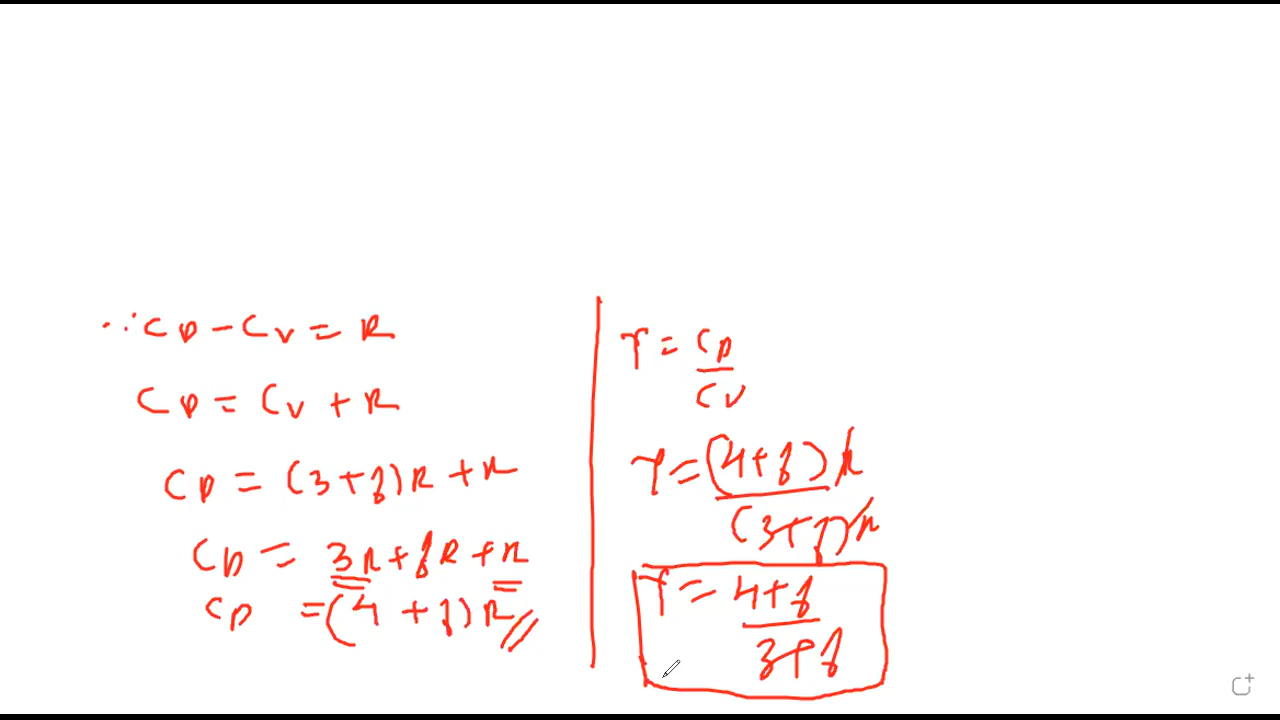 ∵ Cp - Cv = R
Cp = Cv + R
Cp = (3+f)R + R
Cp = 3R + fR + R
Cp = (4 + f)R //
γ = Cp/Cv
γ = (4+f)R/(3+f)R
γ = 4+f/3+f